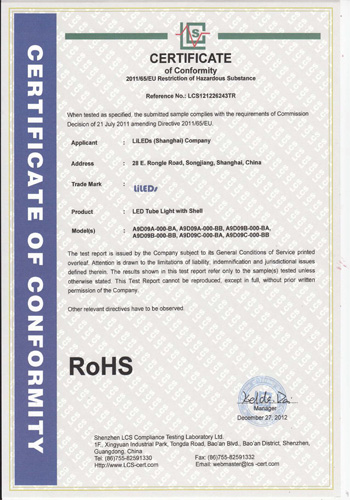 LCS
CERTIFICATE OF CONFORMITY
CERTIFICATE
of Conformity
2011/65/EU Restriction of Hazardous Substance
Reference No.: LCS121226243TR
When tested as specified, the submitted sample complies with the requirements of Commission
Decision of 21 July 2011 amending Directive 2011/65/EU.
Applicant : LiLEDs (Shanghai) Company
Address : 28 E. Rongle Road, Songjiang, Shanghai, China
Trade Mark : LiLEDs
Product : LED Tube Light with Shell
Model(s) : A9D09A-000-BA, A9D09A-000-BB, A9D09B-000-BA,
A9D09B-000-BB, A9D09C-000-BA, A9D09C-000-BB
The test report is issued by the Company subject to its General Conditions of Service printed
overleaf. Attention is drawn to the limitations of liability, indemnification and jurisdictional issues
defined therein. The results shown in this test report refer only to the sample(s) tested unless
otherwise stated. This Test Report cannot be reproduced, except in full, without prior written
permission of the Company.
Other relevant directives have to be observed.
RoHS
Manager
December 27, 2012
Shenzhen LCS Compliance Testing Laboratory Ltd.
1F., Xingyuan Industrial Park, Tongda Road, Bao'an Blvd., Bao'an District, Shenzhen,
Guangdong, China
Tel: (86)755-82591330 Fax: (86)755-82591332
Http://www.LCS-cert.com Email: webmaster@lcs-cert.com